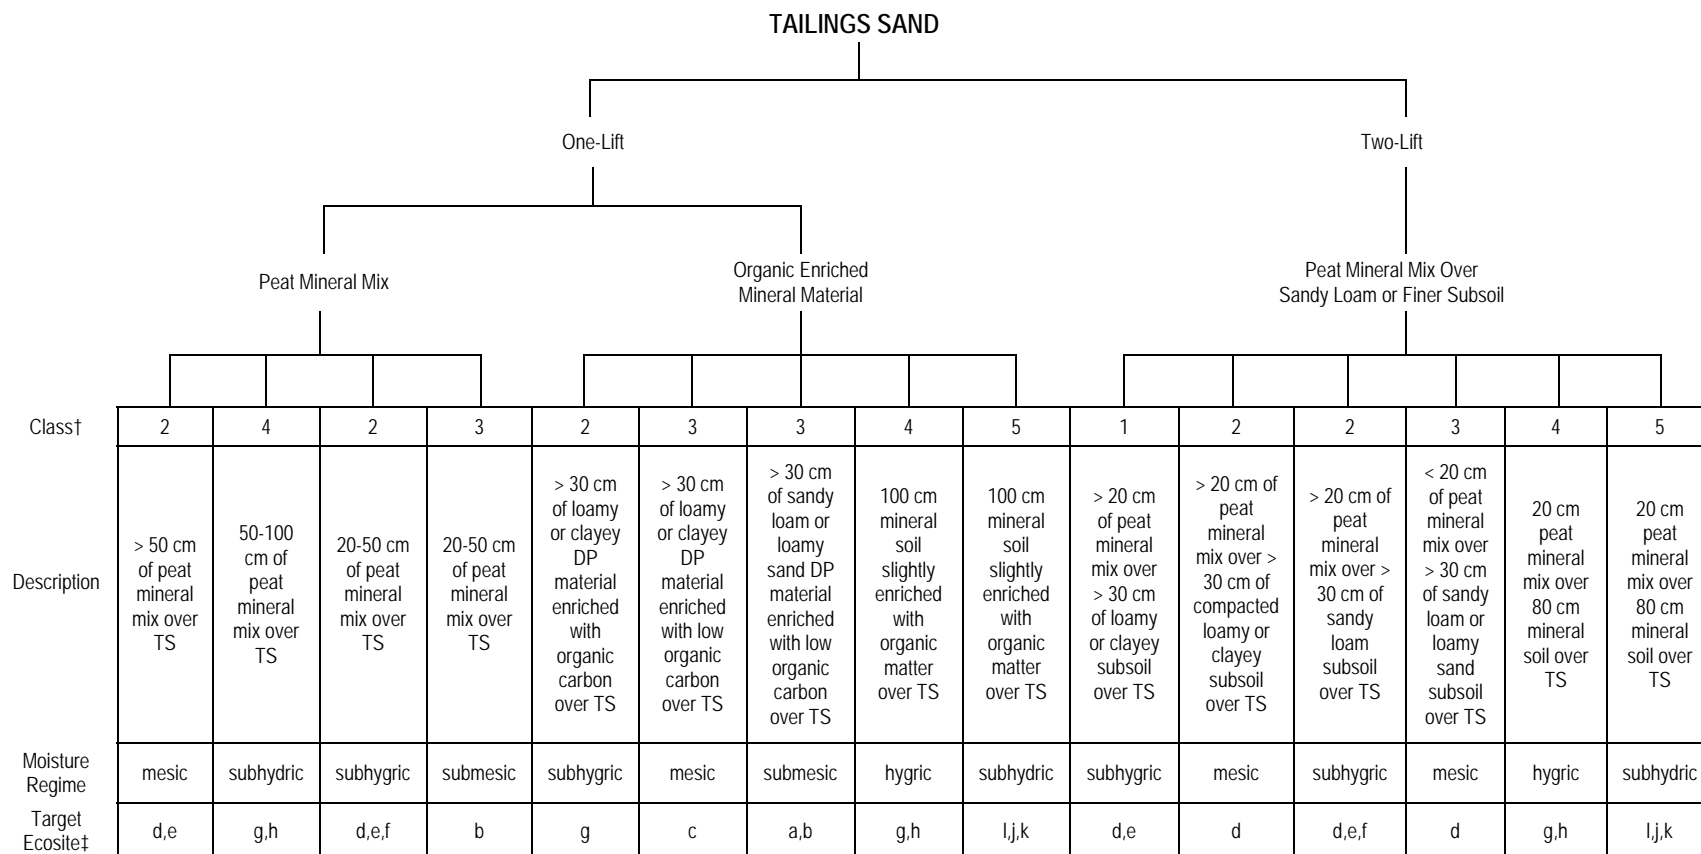 TAILINGS SAND
One-Lift
Two-Lift
Peat Mineral Mix
Organic Enriched
Mineral Material
Peat Mineral Mix Over
Sandy Loam or Finer Subsoil
Class†
2
4
2
3
2
3
3
4
5
1
2
2
3
4
5
Description
> 50 cm
of peat
mineral
mix over
TS
50-100
cm of
peat
mineral
mix over
TS
20-50 cm
of peat
mineral
mix over
TS
20-50 cm
of peat
mineral
mix over
TS
> 30 cm
of loamy
or clayey
DP
material
enriched
with
organic
carbon
over TS
> 30 cm
of loamy
or clayey
DP
material
enriched
with low
organic
carbon
over TS
> 30 cm
of sandy
loam or
loamy
sand DP
material
enriched
with low
organic
carbon
over TS
100 cm
mineral
soil
slightly
enriched
with
organic
matter
over TS
100 cm
mineral
soil
slightly
enriched
with
organic
matter
over TS
> 20 cm
of peat
mineral
mix over
> 30 cm
of loamy
or clayey
subsoil
over TS
> 20 cm of
peat
mineral
mix over >
30 cm of
compacted
loamy or
clayey
subsoil
over TS
> 20 cm of
peat
mineral
mix over >
30 cm of
sandy
loam
subsoil
over TS
< 20 cm
of peat
mineral
mix over
> 30 cm
of sandy
loam or
loamy
sand
subsoil
over TS
20 cm
peat
mineral
mix over
80 cm
mineral
soil over
TS
20 cm
peat
mineral
mix over
80 cm
mineral
soil over
TS
Moisture
Regime
mesic
subhydric
subhygric
submesic
subhygric
mesic
submesic
hygric
subhydric
subhygric
mesic
subhygric
mesic
hygric
subhydric
Target
Ecosite‡
d,e
g,h
d,e,f
b
g
c
a,b
g,h
l,j,k
d,e
d
d,e,f
d
g,h
l,j,k